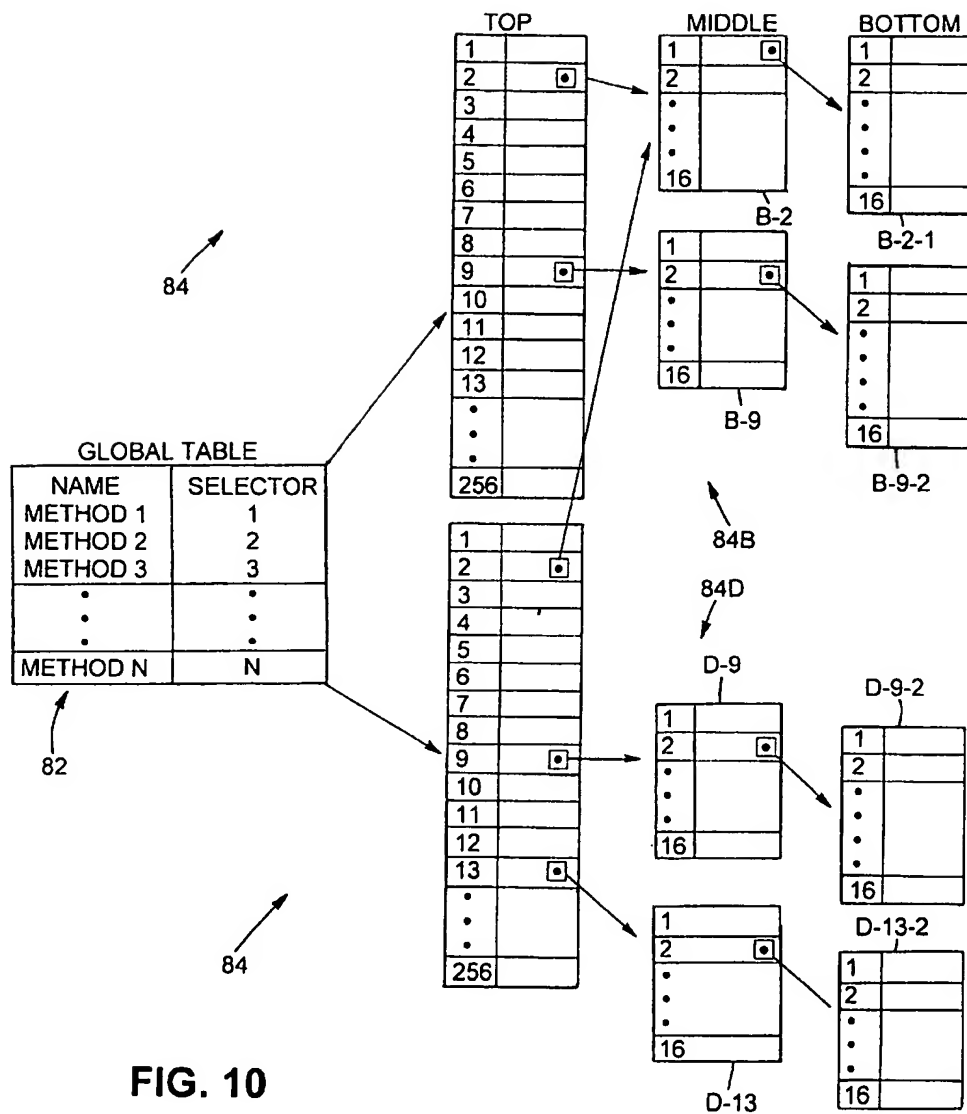 TOP
1
2
3
4
5
6
7
8
9
10
11
12
13
256
MIDDLE
1
2
16
B-2
1
2
16
B-9
BOTTOM
1
2
16
B-2-1
1
2
16
B-9-2
84
84B
GLOBAL TABLE
NAME SELECTOR
METHOD 1 1
METHOD 2 2
METHOD 3 3
METHOD N N
82
84D
1
2
3
4
5
6
7
8
9
10
11
12
13
256
D-9
1
2
16
D-9-2
1
2
16
1
2
16
D-13
D-13-2
1
2
16
84
FIG. 10